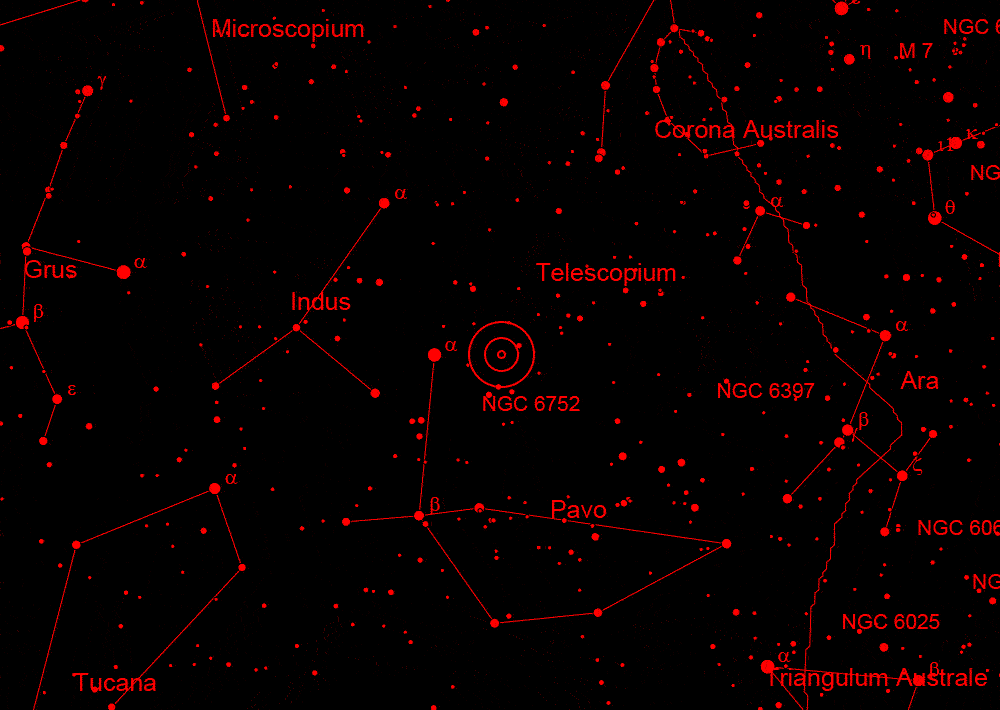 ε
Microscopium
NGC 6
η
M 7
γ
Corona Australis
κ
ι1
NG
α
α
θ
α
Grus
Telescopium
Indus
β
α
α
Ara
ε
NGC 6397
NGC 6752
β
ζ
α
β
Pavo
NGC 606
NG
NGC 6025
α
β
Tucana
Triangulum Australe